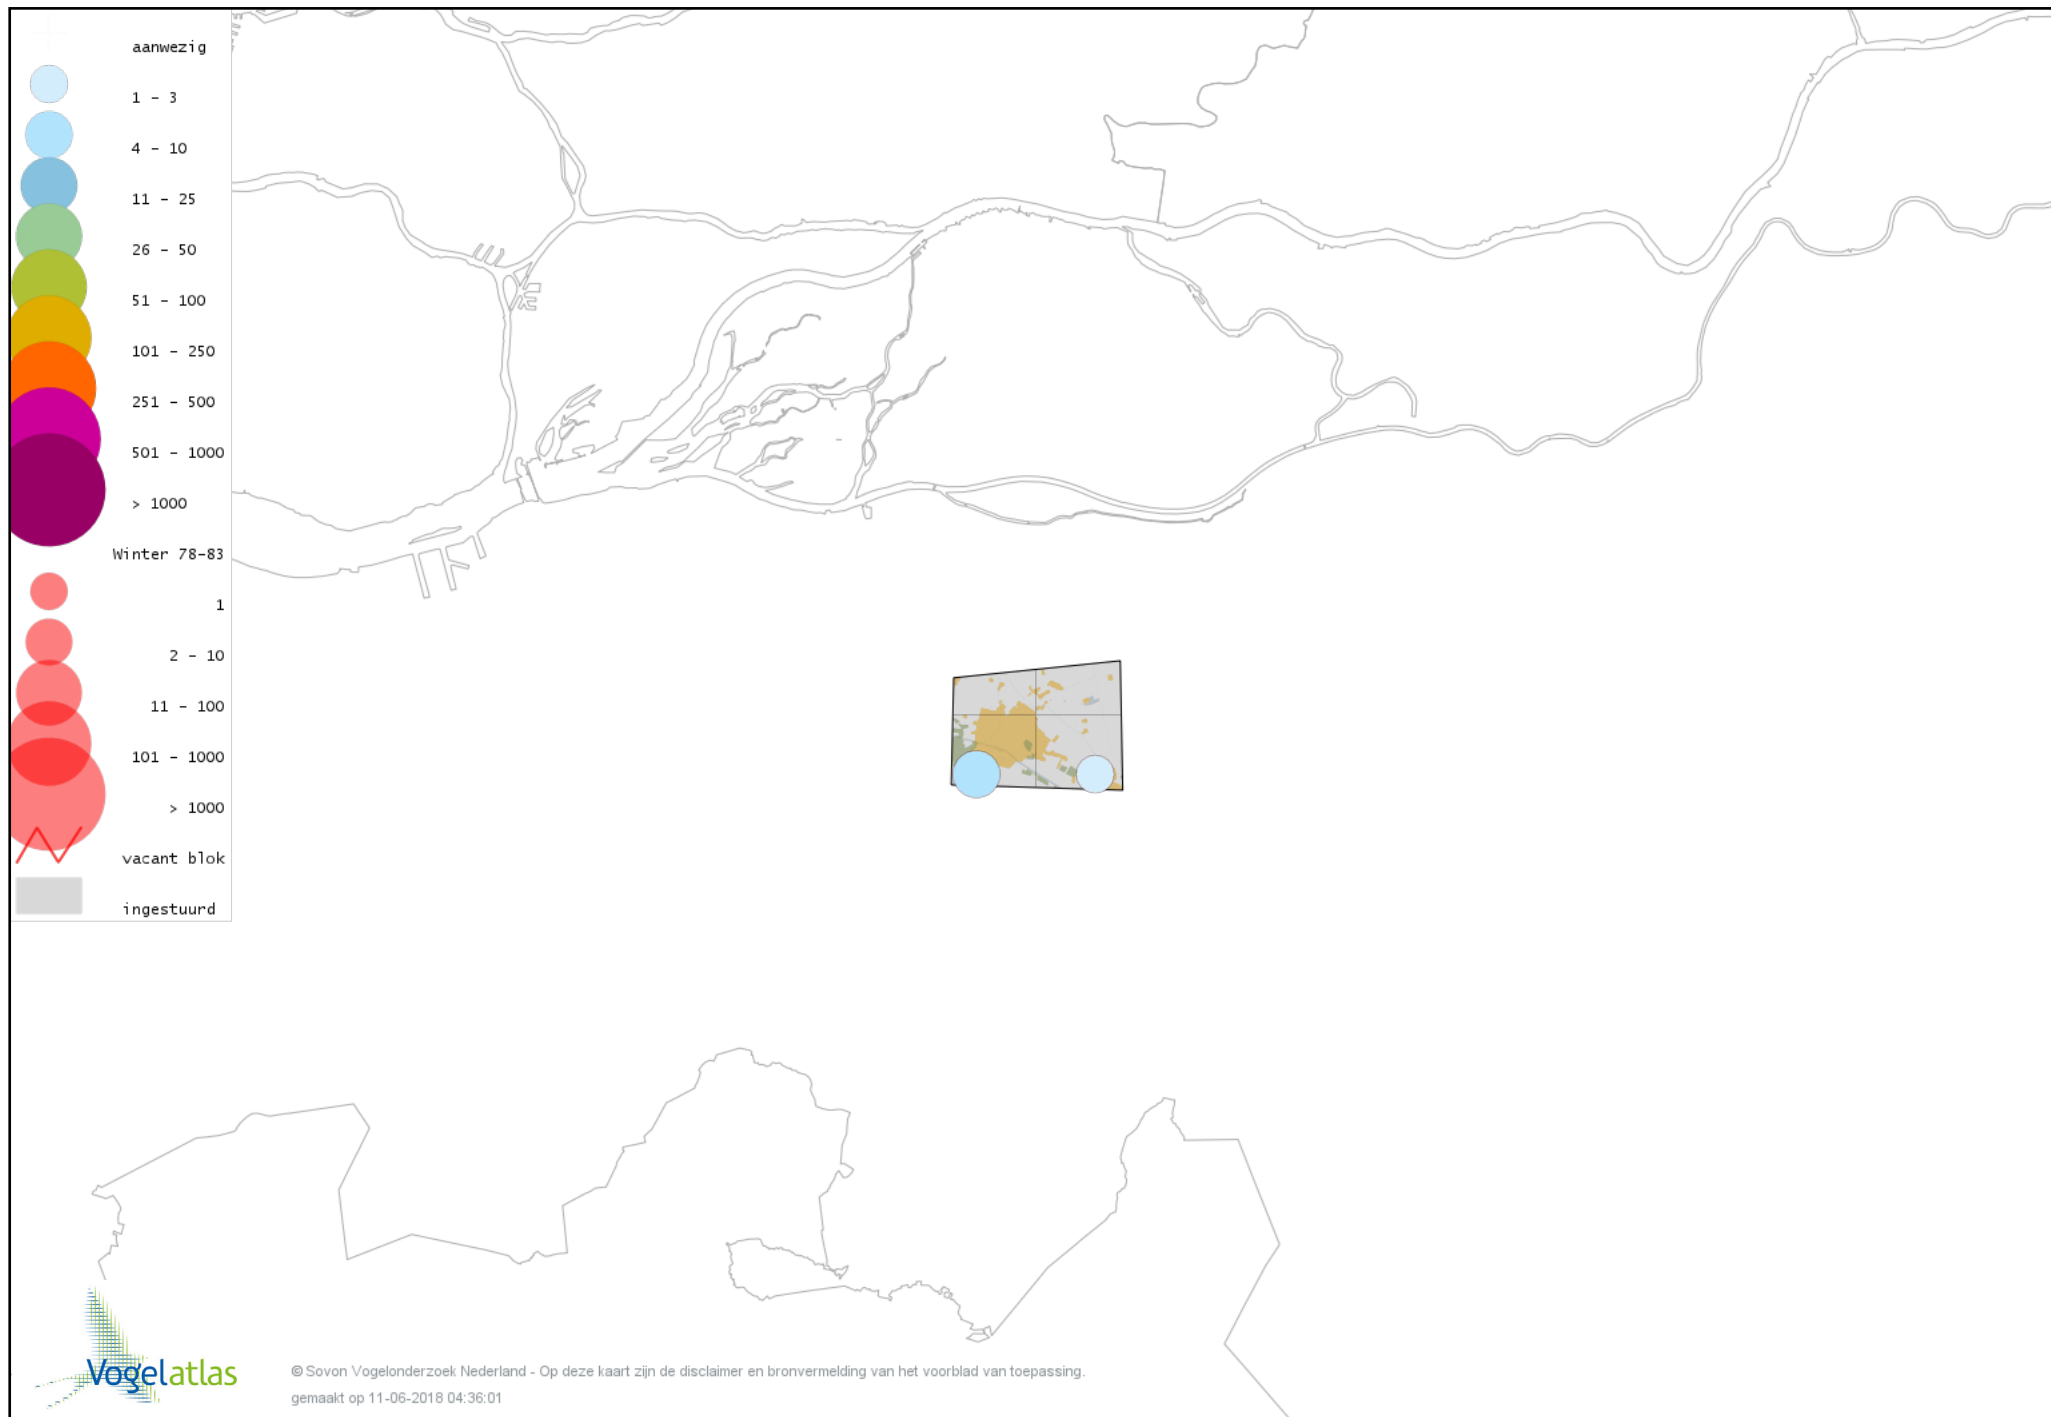 aanwezig
1 - 3
4 - 10
11 - 25
26 - 50
51 - 100
101 - 250
251 - 500
501 - 1000
> 1000
Winter 78-83
1
2 - 10
11 - 100
101 - 1000
> 1000
vacant blok
ingestuurd
Vogelatlas
© Sovon Vogelonderzoek Nederland - Op deze kaart zijn de disclaimer en bronvermelding van het voorblad van toepassing.
gemaakt op 11-06-2018 04:36:01